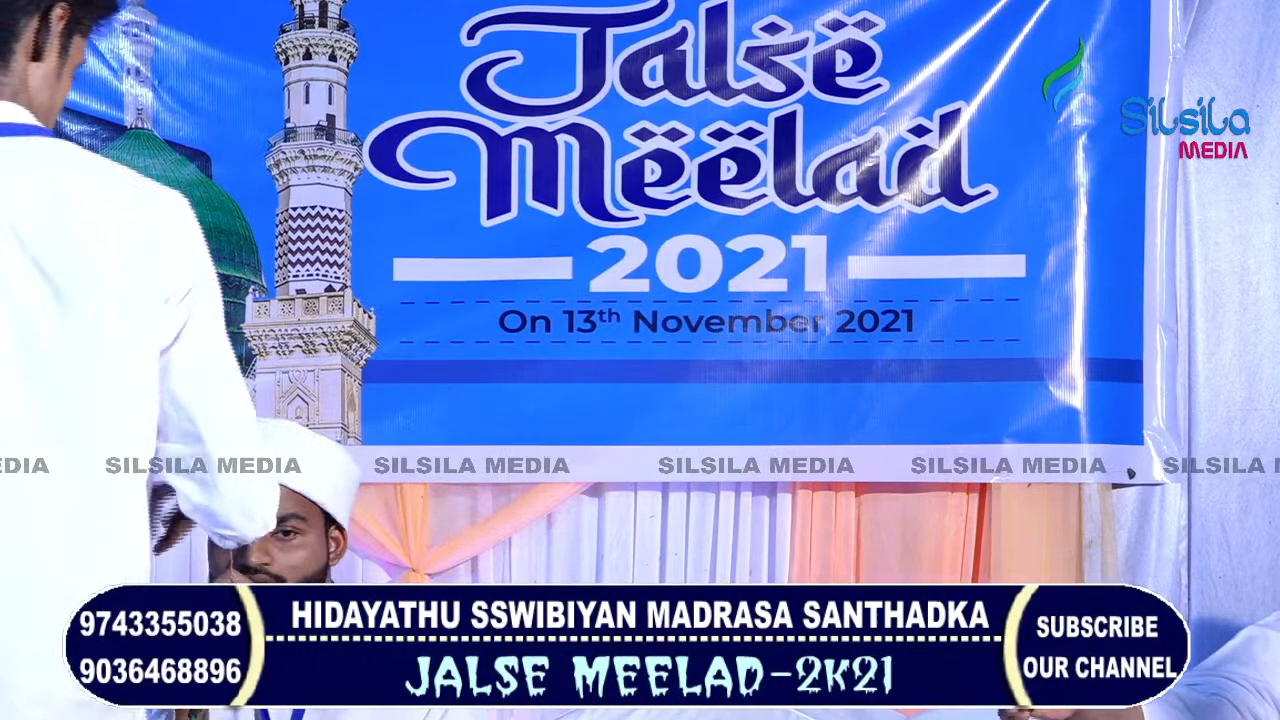 Jalsë
Mëëlad
2021
On 13th November 2021
SilSila
MEDIA
EDIA SILSILA MEDIA SILSILA MEDIA SILSILA MEDIA SILSILA MEDIA SILSILA M
9743355038
9036468896
HIDAYATHU SSWIBIYAN MADRASA SANTHADKA
JALSE MEELAD-2K21
SUBSCRIBE
OUR CHANNEL